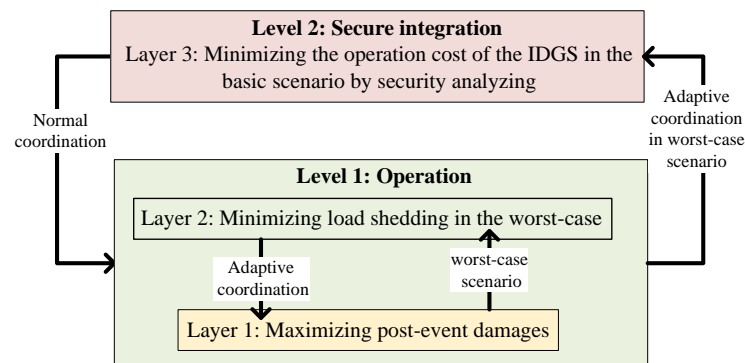 Level 2: Secure integration
Layer 3: Minimizing the operation cost of the IDGS in the
basic scenario by security analyzing
Normal
coordination
Adaptive
coordination
in worst-case
scenario
Level 1: Operation
Layer 2: Minimizing load shedding in the worst-case
Adaptive
coordination
worst-case
scenario
Layer 1: Maximizing post-event damages